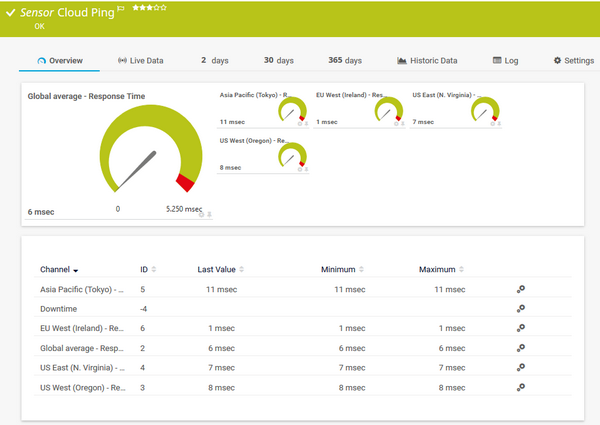 Sensor Cloud Ping
OK
Overview
Live Data
2 days
30 days
365 days
Historic Data
Log
Settings
Global average - Response Time
0
5.250 msec
6 msec
Asia Pacific (Tokyo) - R...
11 msec
EU West (Ireland) - Res...
1 msec
US East (N. Virginia) - ...
7 msec
US West (Oregon) - Re...
8 msec
Channel ID Last Value Minimum Maximum
Asia Pacific (Tokyo) - ... 5 11 msec 11 msec 11 msec
Downtime -4
EU West (Ireland) - Re... 6 1 msec 1 msec 1 msec
Global average - Resp... 2 6 msec 6 msec 6 msec
US East (N. Virginia) - ... 4 7 msec 7 msec 7 msec
US West (Oregon) - Re... 3 8 msec 8 msec 8 msec